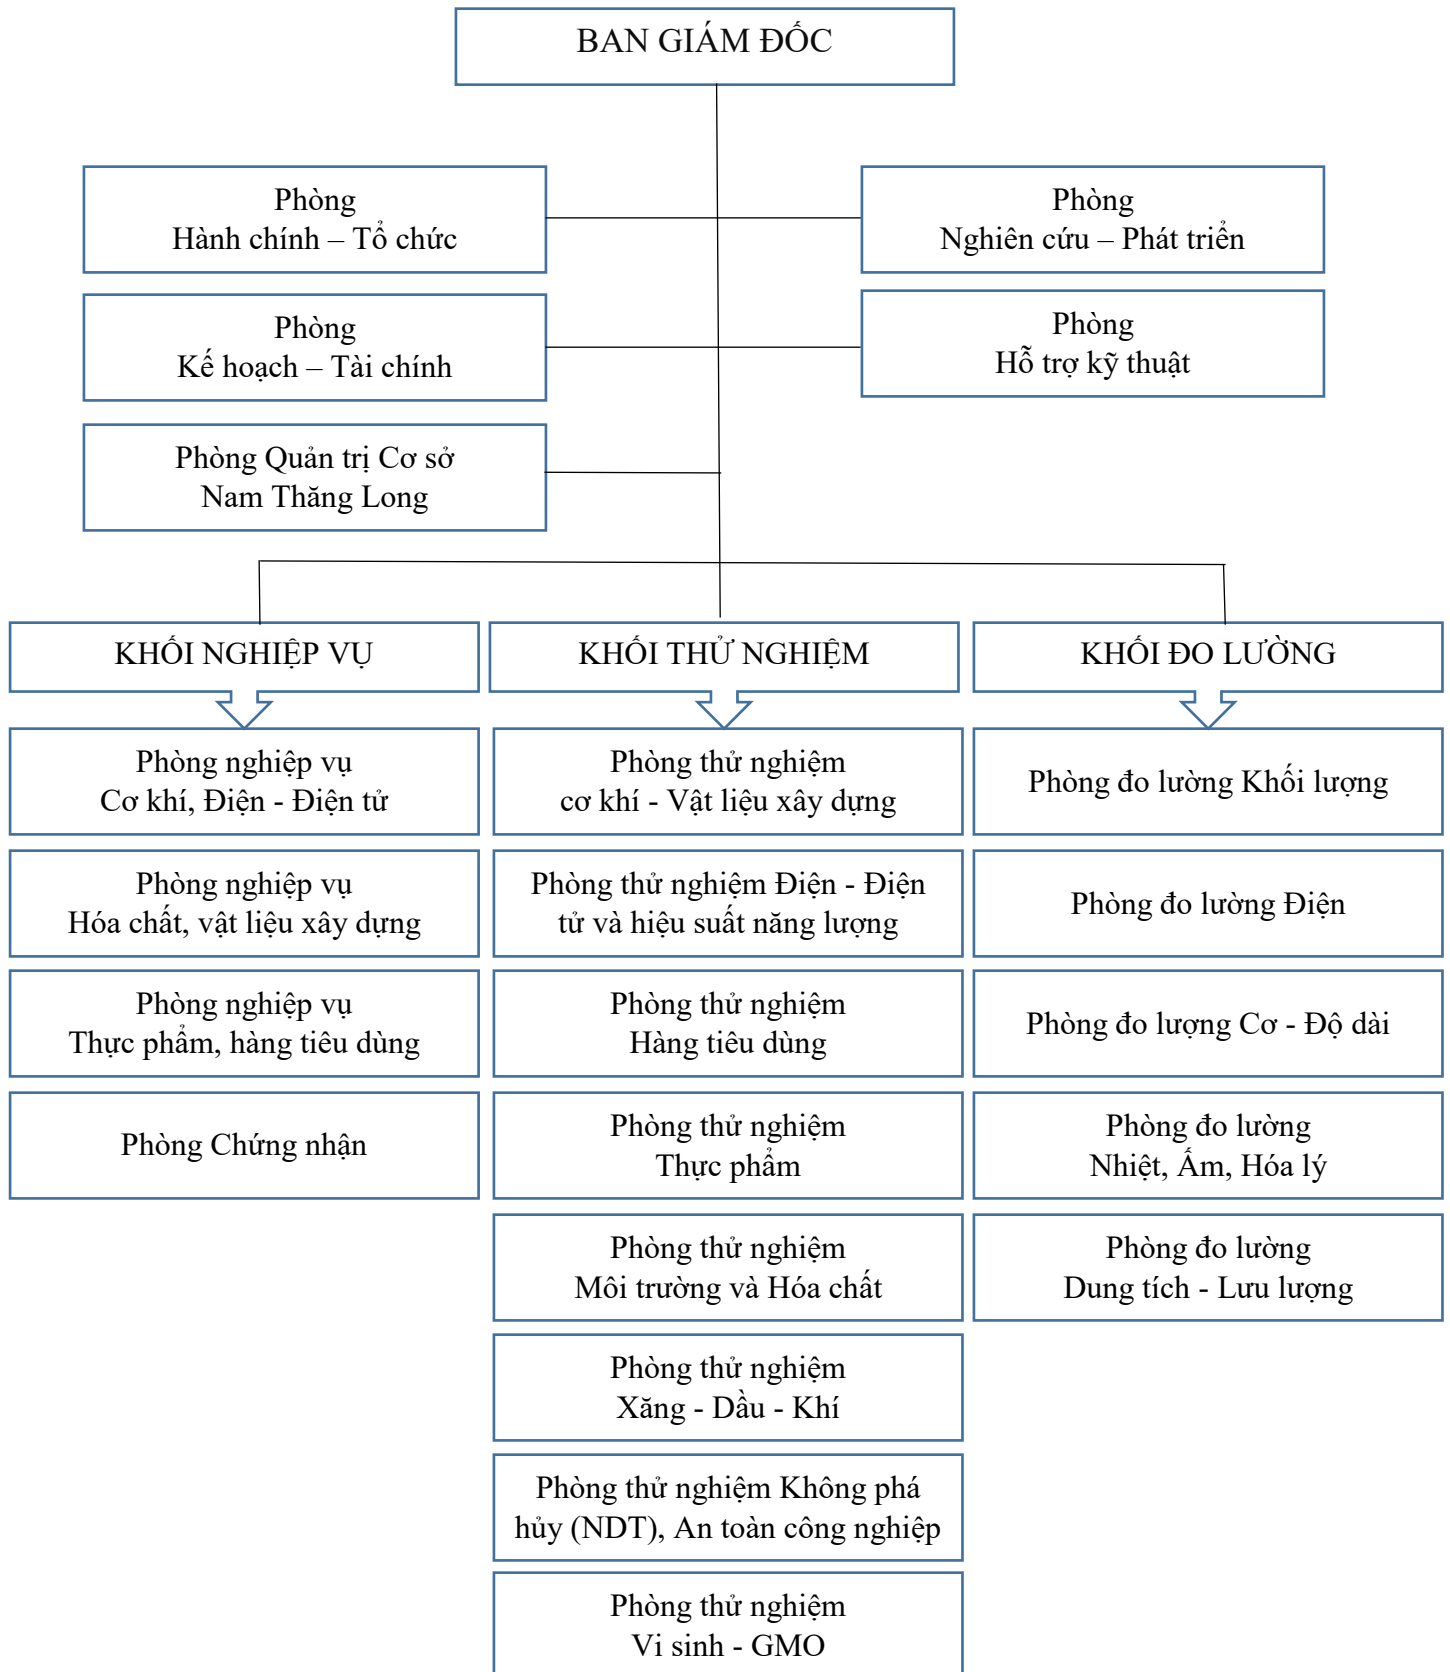 BAN GIÁM ĐỐC
Phòng
Hành chính – Tổ chức
Phòng
Nghiên cứu – Phát triển
Phòng
Kế hoạch – Tài chính
Phòng
Hỗ trợ kỹ thuật
Phòng Quản trị Cơ sở
Nam Thăng Long
KHỐI NGHIỆP VỤ
Phòng nghiệp vụ
Cơ khí, Điện - Điện tử
Phòng nghiệp vụ
Hóa chất, vật liệu xây dựng
Phòng nghiệp vụ
Thực phẩm, hàng tiêu dùng
Phòng Chứng nhận
KHỐI THỬ NGHIỆM
Phòng thử nghiệm
cơ khí - Vật liệu xây dựng
Phòng thử nghiệm Điện - Điện
tử và hiệu suất năng lượng
Phòng thử nghiệm
Hàng tiêu dùng
Phòng thử nghiệm
Thực phẩm
Phòng thử nghiệm
Môi trường và Hóa chất
Phòng thử nghiệm
Xăng - Dầu - Khí
Phòng thử nghiệm Không phá
hủy (NDT), An toàn công nghiệp
Phòng thử nghiệm
Vi sinh - GMO
KHỐI ĐO LƯỜNG
Phòng đo lường Khối lượng
Phòng đo lường Điện
Phòng đo lượng Cơ - Độ dài
Phòng đo lường
Nhiệt, Ẩm, Hóa lý
Phòng đo lường
Dung tích - Lưu lượng